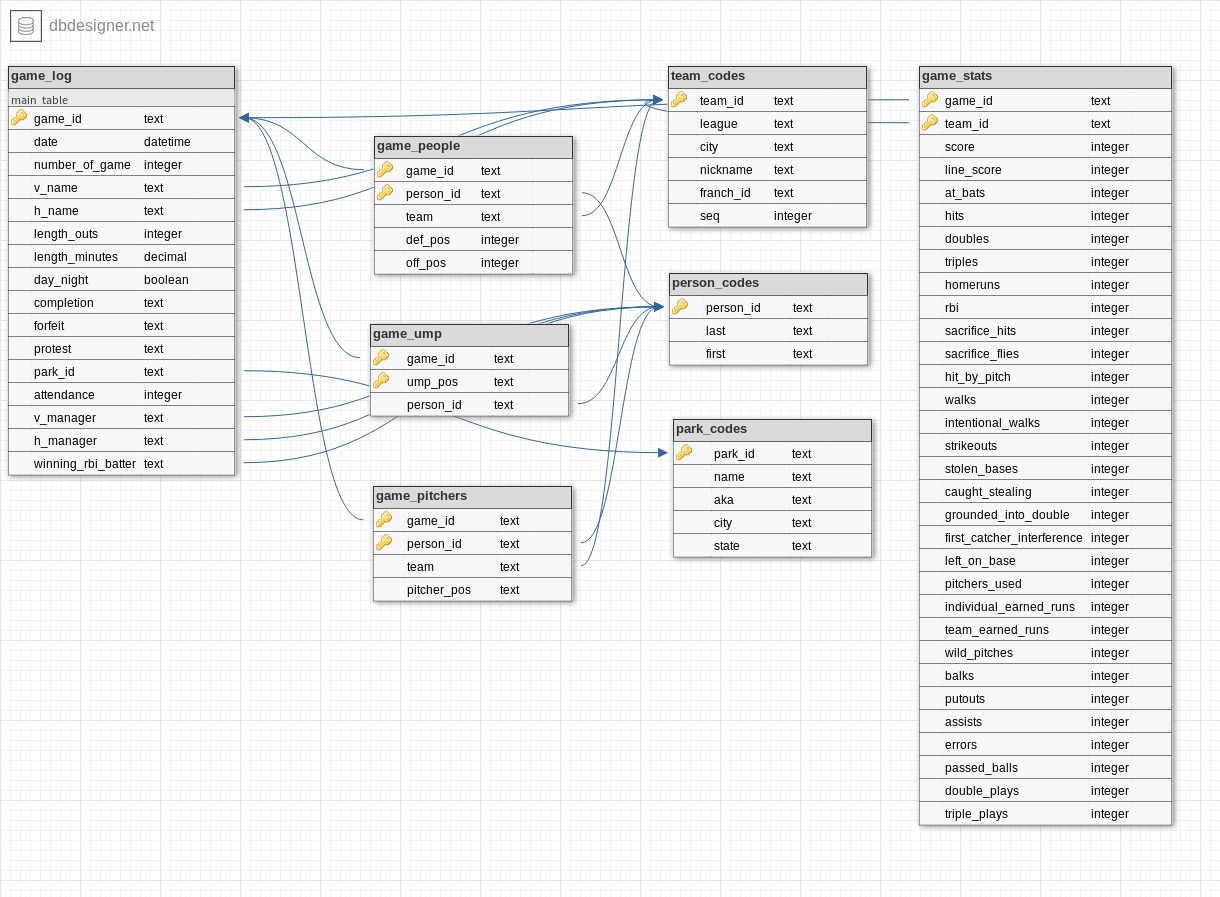 dbdesigner.net
game_log
main_table
game_id text
date datetime
number_of_game integer
v_name text
h_name text
length_outs integer
length_minutes decimal
day_night boolean
completion text
forfeit text
protest text
park_id text
attendance integer
v_manager text
h_manager text
winning_rbi_batter text
game_people
game_id text
person_id text
team text
def_pos integer
off_pos integer
game_ump
game_id text
ump_pos text
person_id text
game_pitchers
game_id text
person_id text
team text
pitcher_pos text
team_codes
team_id text
league text
city text
nickname text
franch_id text
seq integer
person_codes
person_id text
last text
first text
park_codes
park_id text
name text
aka text
city text
state text
game_stats
game_id text
team_id text
score integer
line_score integer
at_bats integer
hits integer
doubles integer
triples integer
homeruns integer
rbi integer
sacrifice_hits integer
sacrifice_flies integer
hit_by_pitch integer
walks integer
intentional_walks integer
strikeouts integer
stolen_bases integer
caught_stealing integer
grounded_into_double integer
first_catcher_interference integer
left_on_base integer
pitchers_used integer
individual_earned_runs integer
team_earned_runs integer
wild_pitches integer
balks integer
putouts integer
assists integer
errors integer
passed_balls integer
double_plays integer
triple_plays integer